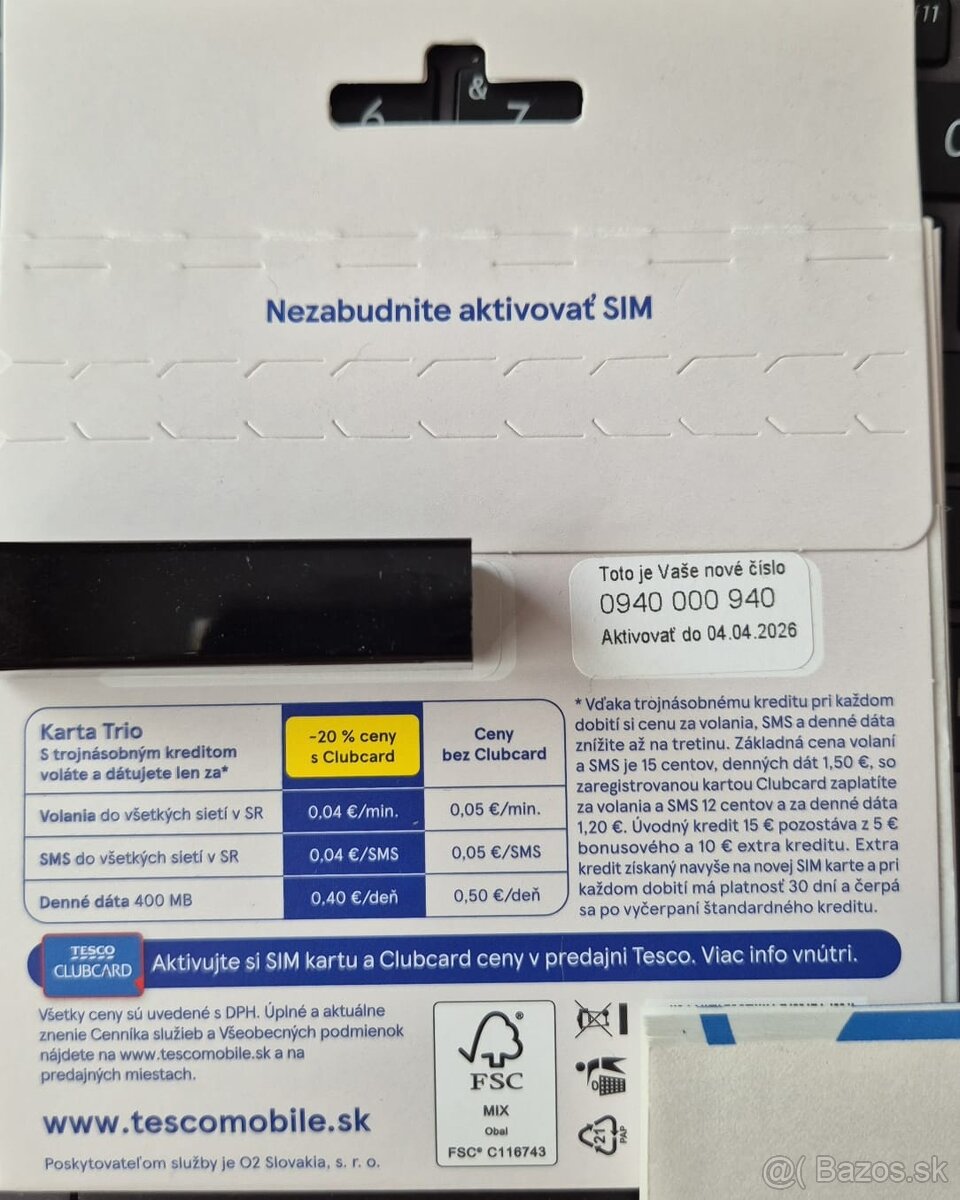 11
6 & 7
Nezabudnite aktivovať SIM
Toto je Vaše nové číslo
0940 000 940
Aktivovať do 04.04.2026
Karta Trio
S trojnásobným kreditom
voláte a dátujete len za*
-20 % ceny
s Clubcard
Ceny
bez Clubcard
Volania do všetkých sietí v SR 0,04 €/min. 0,05 €/min.
SMS do všetkých sietí v SR 0,04 €/SMS 0,05 €/SMS
Denné dáta 400 MB 0,40 €/deň 0,50 €/deň
* Vďaka trojnásobnému kreditu pri každom
dobití si cenu za volania, SMS a denné dáta
znížite až na tretinu. Základná cena volaní
a SMS je 15 centov, denných dát 1,50 €, so
zaregistrovanou kartou Clubcard zaplatíte
za volania a SMS 12 centov a za denné dáta
1,20 €. Úvodný kredit 15 € pozostáva z 5 €
bonusového a 10 € extra kreditu. Extra
kredit získaný navyše na novej SIM karte a pri
každom dobití má platnosť 30 dní a čerpá
sa po vyčerpaní štandardného kreditu.
TESCO
CLUBCARD
Aktivujte si SIM kartu a Clubcard ceny v predajni Tesco. Viac info vnútri.
Všetky ceny sú uvedené s DPH. Úplné a aktuálne
znenie Cenníka služieb a Všeobecných podmienok
nájdete na www.tescomobile.sk a na
predajných miestach.
www.tescomobile.sk
Poskytovateľom služby je O2 Slovakia, s. r. o.
®
FSC
MIX
Obal
FSC® C116743
21
PAP
@( Bazos.sk